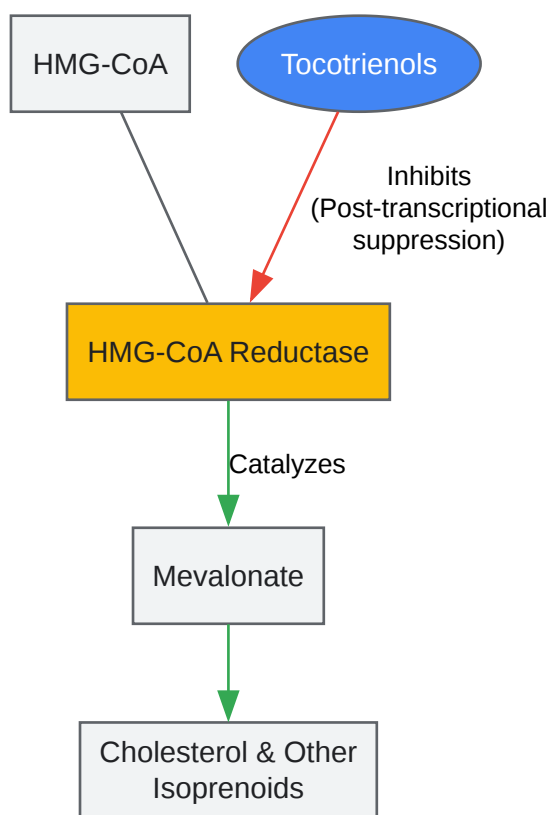 HMG-CoA
Tocotrienols
Inhibits
(Post-transcriptional
suppression)
HMG-CoA Reductase
Catalyzes
Mevalonate
Cholesterol & Other
Isoprenoids